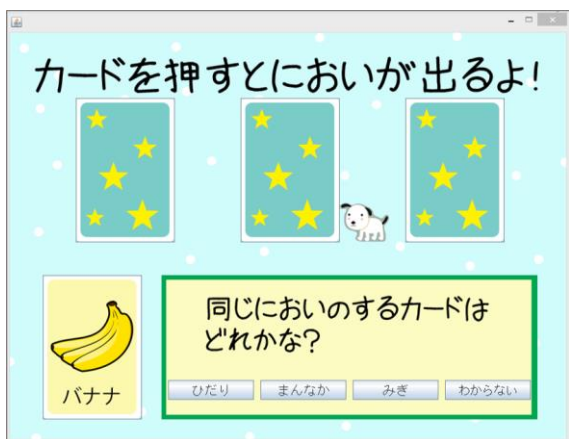 カードを押すとにおいが出るよ!
同じにおいのするカードは
どれかな?
バナナ
ひだり
まんなか
みぎ
わからない